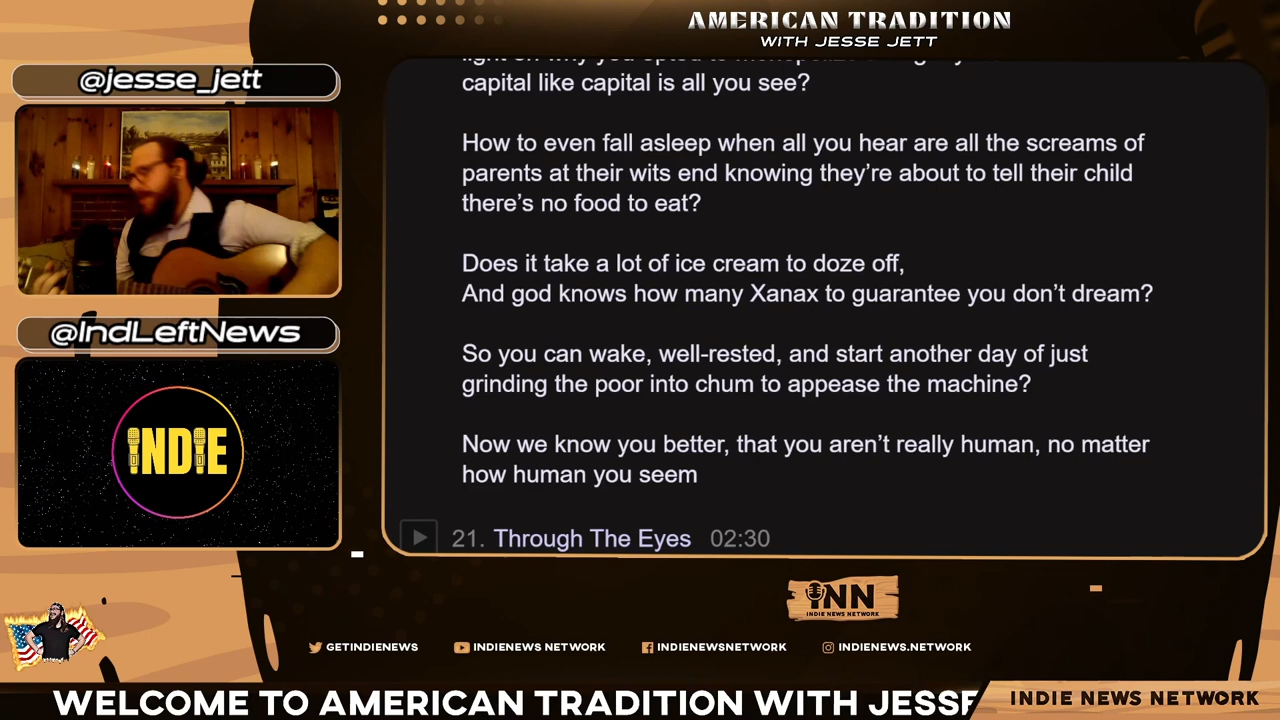 AMERICAN TRADITION
WITH JESSE JETT
@jesse_jett
capital like capital is all you see?
How to even fall asleep when all you hear are all the screams of
parents at their wits end knowing they're about to tell their child
there's no food to eat?
Does it take a lot of ice cream to doze off,
And god knows how many Xanax to guarantee you don't dream?
So you can wake, well-rested, and start another day of just
grinding the poor into chum to appease the machine?
Now we know you better, that you aren't really human, no matter
how human you seem
21. Through The Eyes 02:30
@IndLeftNews
INDIE
INN
INDIE NEWS NETWORK
GETINDIENEWS
INDIENEWS NETWORK
INDIENEWSNETWORK
INDIENEWS.NETWORK
WELCOME TO AMERICAN TRADITION WITH JESSE
INDIE NEWS NETWORK